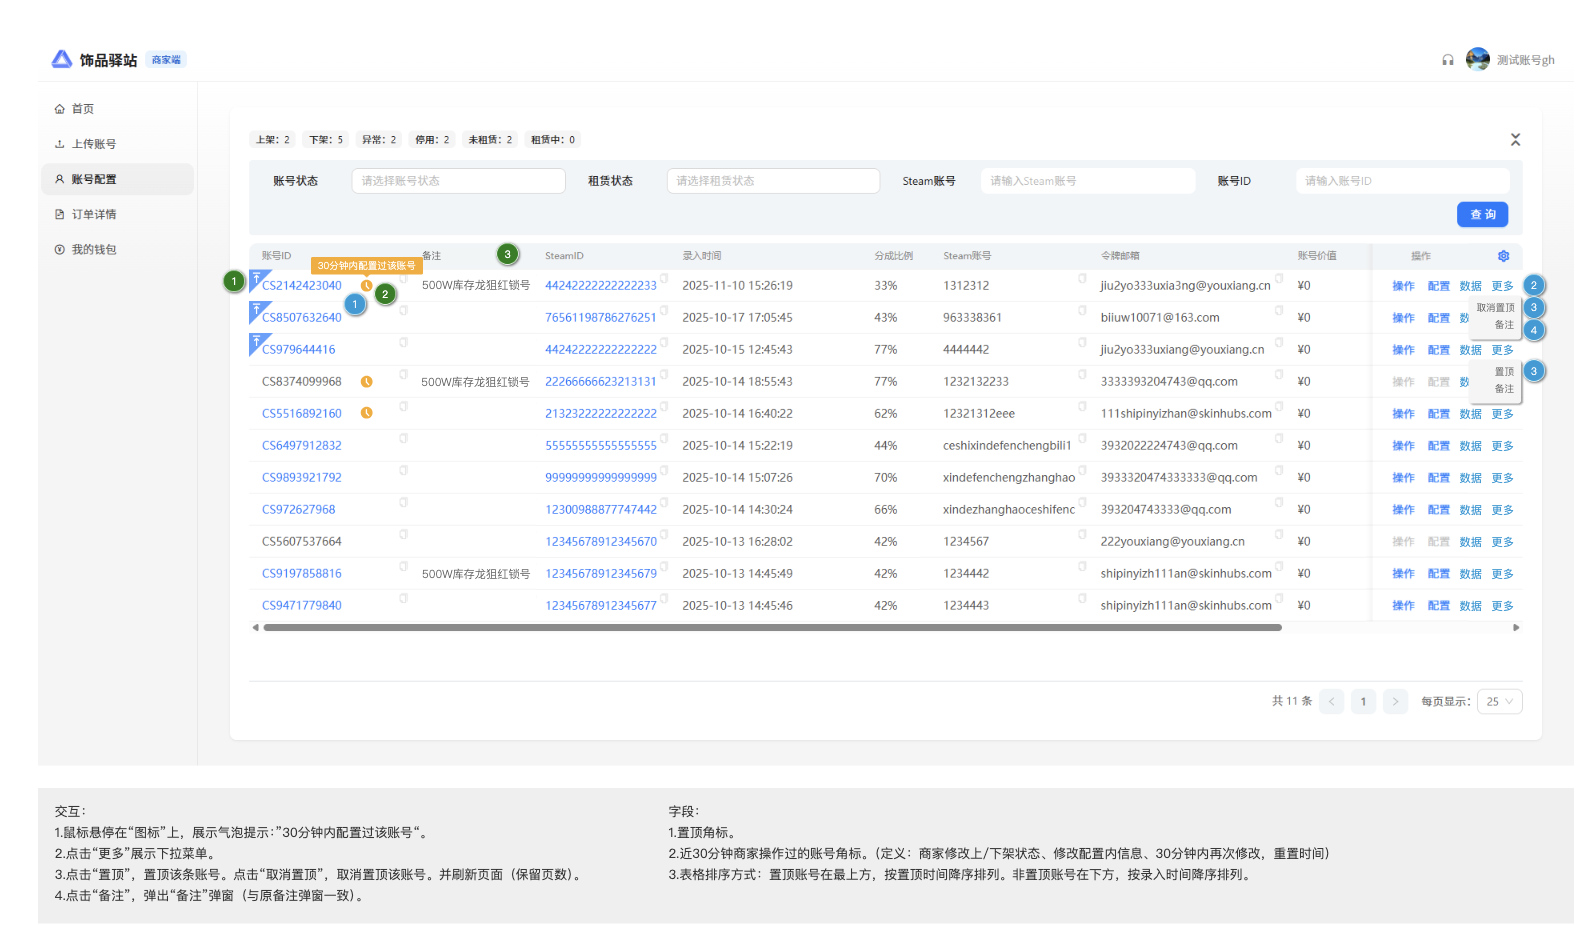 饰品驿站 商家端
测试账号gh
首页
上传账号
账号配置
订单详情
我的钱包
上架：2 下架：5 异常：2 停用：2 未租赁：2 租赁中：0
账号状态 请选择账号状态 租赁状态 请选择租赁状态 Steam账号 请输入Steam账号 账号ID 请输入账号ID
查 询
账号ID 备注 3 SteamID 录入时间 分成比例 Steam账号 令牌邮箱 账号价值 操作
30分钟内配置过该账号
1 CS2142423040 2 500W库存龙狙红锁号 44242222222222233 2025-11-10 15:26:19 33% 1312312 jiu2yo333uxia3ng@youxiang.cn ¥0 操作 配置 数据 更多 2
1
取消置顶 3
CS8507632640 76561198786276251 2025-10-17 17:05:45 43% 963338361 biiuw10071@163.com ¥0 操作 配置 数
备注 4
CS979644416 44242222222222222 2025-10-15 12:45:43 77% 4444442 jiu2yo333uxiang@youxiang.cn ¥0 操作 配置 数据 更多
置顶 3
CS8374099968 500W库存龙狙红锁号 22266666623213131 2025-10-14 18:55:43 77% 1232132233 3333393204743@qq.com ¥0 操作 配置 数
备注
CS5516892160 21323222222222222 2025-10-14 16:40:22 62% 12321312eee 111shipinyizhan@skinhubs.com ¥0 操作 配置 数据 更多
CS6497912832 55555555555555555 2025-10-14 15:22:19 44% ceshixindefenchengbili1 3932022224743@qq.com ¥0 操作 配置 数据 更多
CS9893921792 99999999999999999 2025-10-14 15:07:26 70% xindefenchengzhanghao 3933320474333333@qq.com ¥0 操作 配置 数据 更多
CS972627968 12300988877747442 2025-10-14 14:30:24 66% xindezhanghaoceshifenc 393204743333@qq.com ¥0 操作 配置 数据 更多
CS5607537664 12345678912345670 2025-10-13 16:28:02 42% 1234567 222youxiang@youxiang.cn ¥0 操作 配置 数据 更多
CS9197858816 500W库存龙狙红锁号 12345678912345679 2025-10-13 14:45:49 42% 1234442 shipinyizh111an@skinhubs.com ¥0 操作 配置 数据 更多
CS9471779840 12345678912345677 2025-10-13 14:45:46 42% 1234443 shipinyizh111an@skinhubs.com ¥0 操作 配置 数据 更多
共 11 条 < 1 > 每页显示： 25
交互：
1.鼠标悬停在“图标”上，展示气泡提示：”30分钟内配置过该账号“。
2.点击“更多”展示下拉菜单。
3.点击“置顶”，置顶该条账号。点击“取消置顶”，取消置顶该账号。并刷新页面（保留页数）。
4.点击“备注”，弹出“备注”弹窗（与原备注弹窗一致）。
字段：
1.置顶角标。
2.近30分钟商家操作过的账号角标。（定义：商家修改上/下架状态、修改配置内信息、30分钟内再次修改，重置时间）
3.表格排序方式：置顶账号在最上方，按置顶时间降序排列。非置顶账号在下方，按录入时间降序排列。